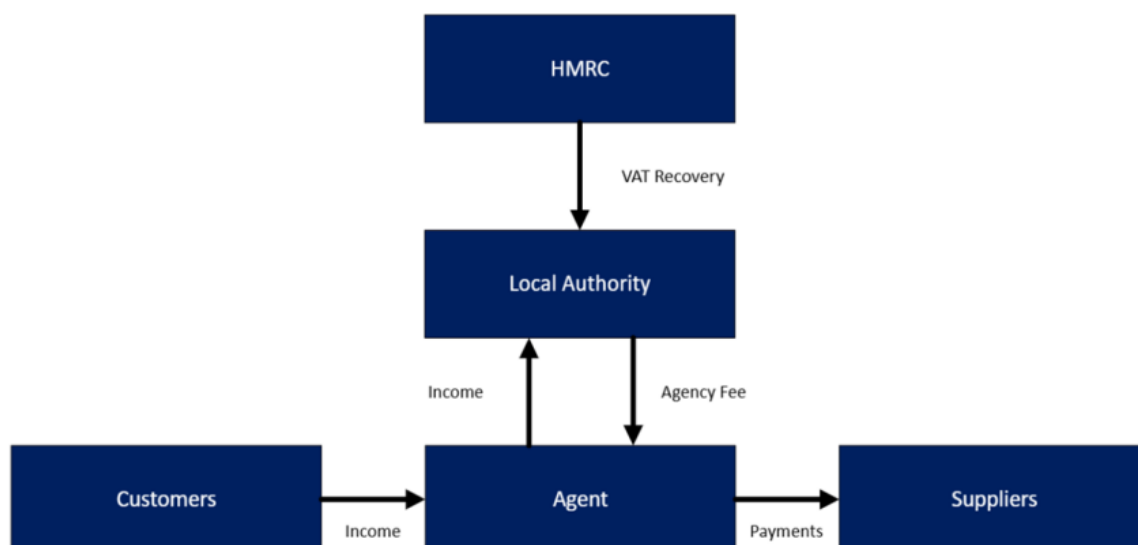 HMRC
VAT Recovery
Local Authority
Income
Agency Fee
Customers
Agent
Suppliers
Income
Payments